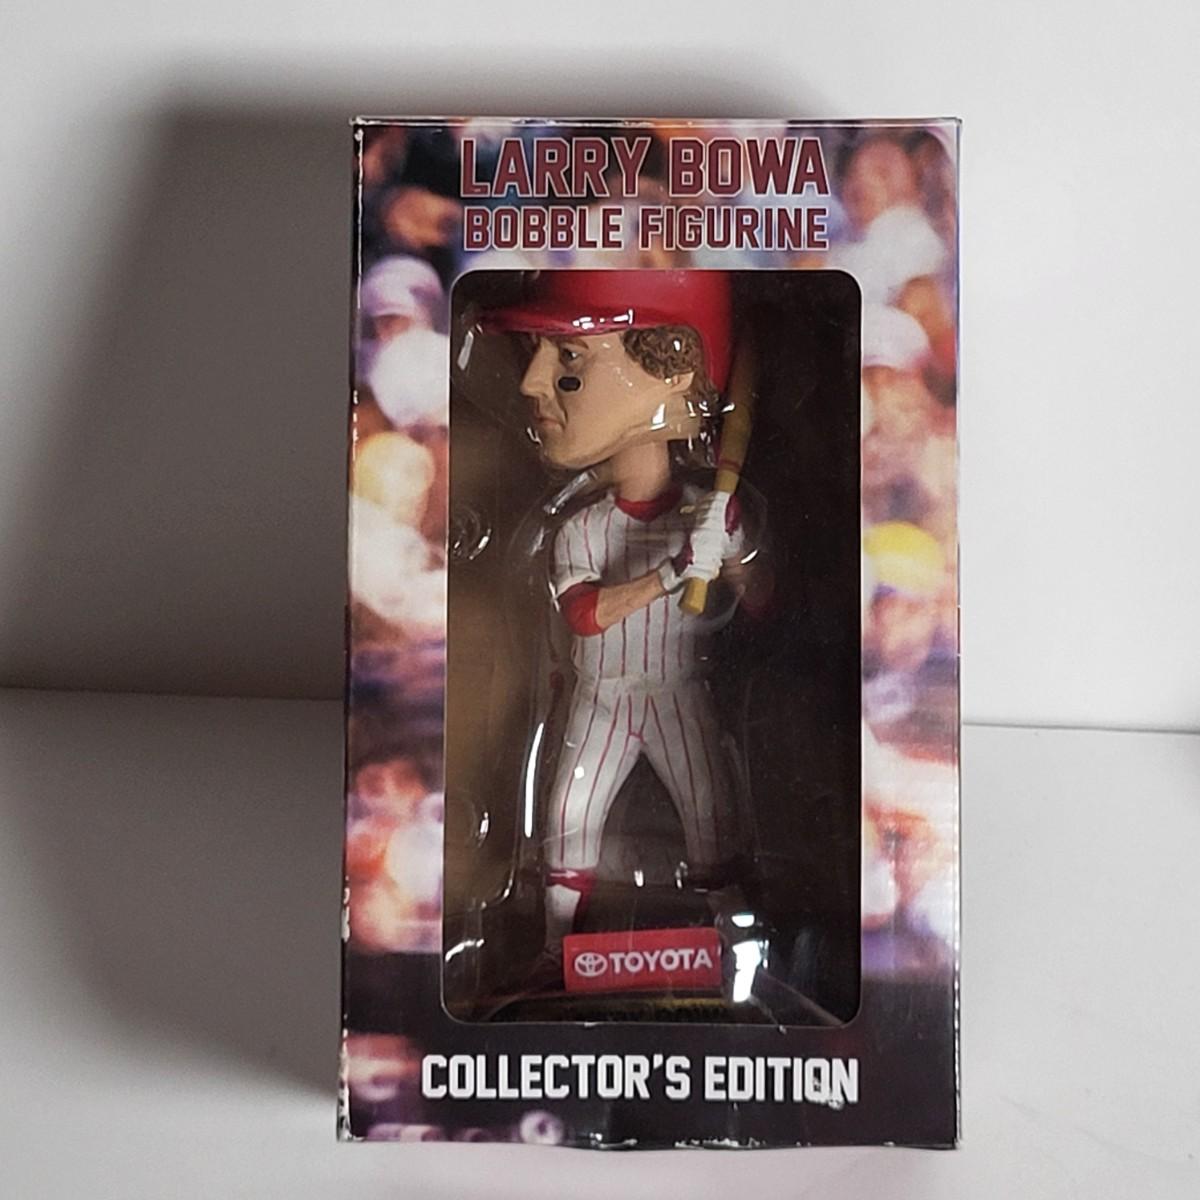 LARRY BOWA
BOBBLE FIGURINE
TOYOTA
COLLECTOR'S EDITION